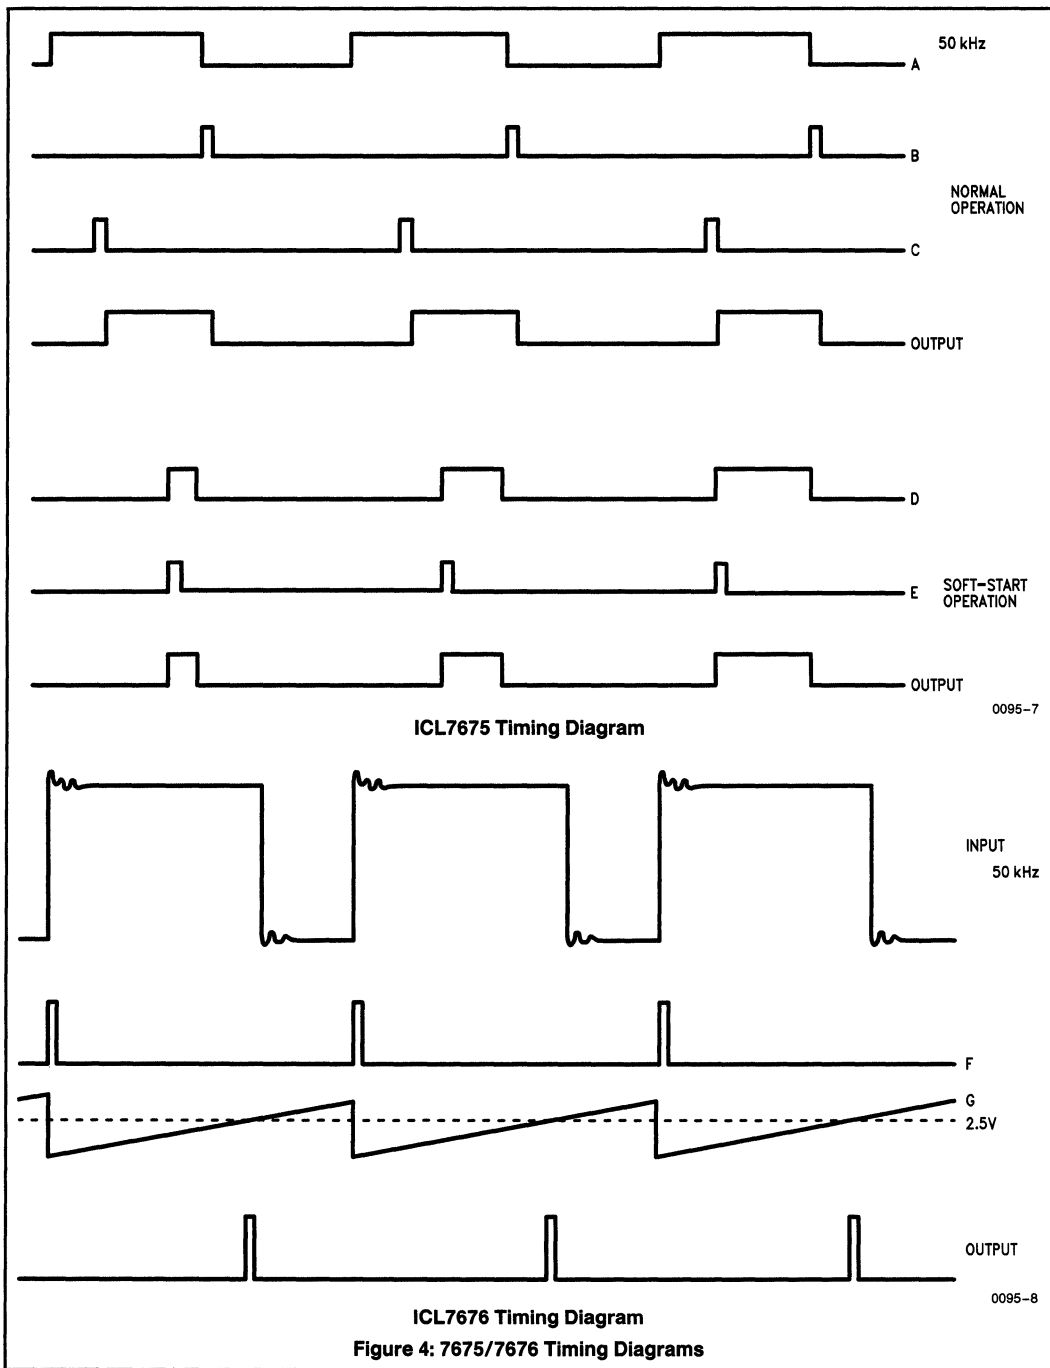 50 kHz
A
B
NORMAL
OPERATION
C
OUTPUT
D
E
SOFT-START
OPERATION
OUTPUT
0095-7
ICL7675 Timing Diagram
INPUT
50 kHz
F
G
2.5V
OUTPUT
0095-8
ICL7676 Timing Diagram
Figure 4: 7675/7676 Timing Diagrams